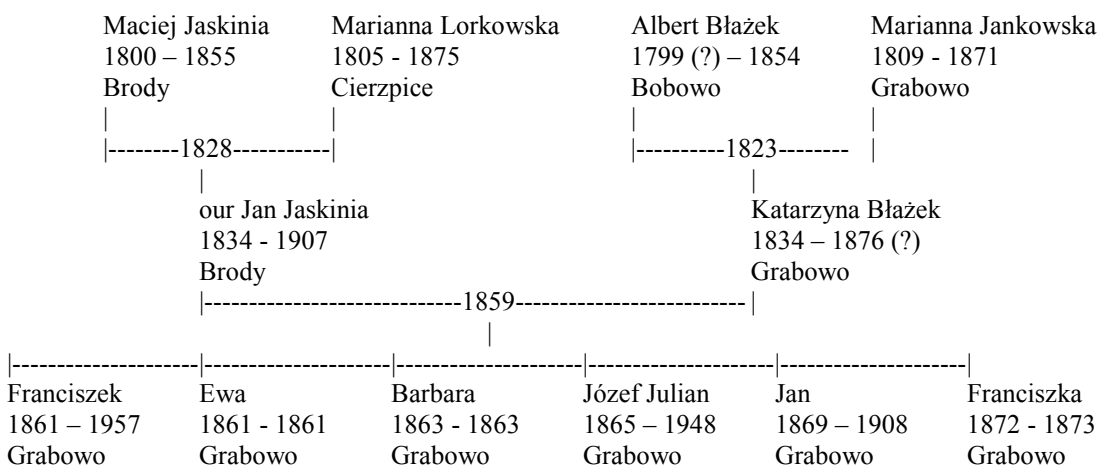 Maciej Jaskinia Marianna Lorkowska Albert Błażek Marianna Jankowska
1800 – 1855 1805 - 1875 1799 (?) – 1854 1809 - 1871
Brody Cierzpice Bobowo Grabowo
| | | |
|--------1828-----------| |----------1823-------- |
| |
our Jan Jaskinia Katarzyna Błażek
1834 - 1907 1834 – 1876 (?)
Brody Grabowo
|-----------------------------1859-------------------------- |
|
|---------------------|---------------------|---------------------|---------------------|---------------------|
Franciszek Ewa Barbara Józef Julian Jan Franciszka
1861 – 1957 1861 - 1861 1863 - 1863 1865 – 1948 1869 – 1908 1872 - 1873
Grabowo Grabowo Grabowo Grabowo Grabowo Grabowo